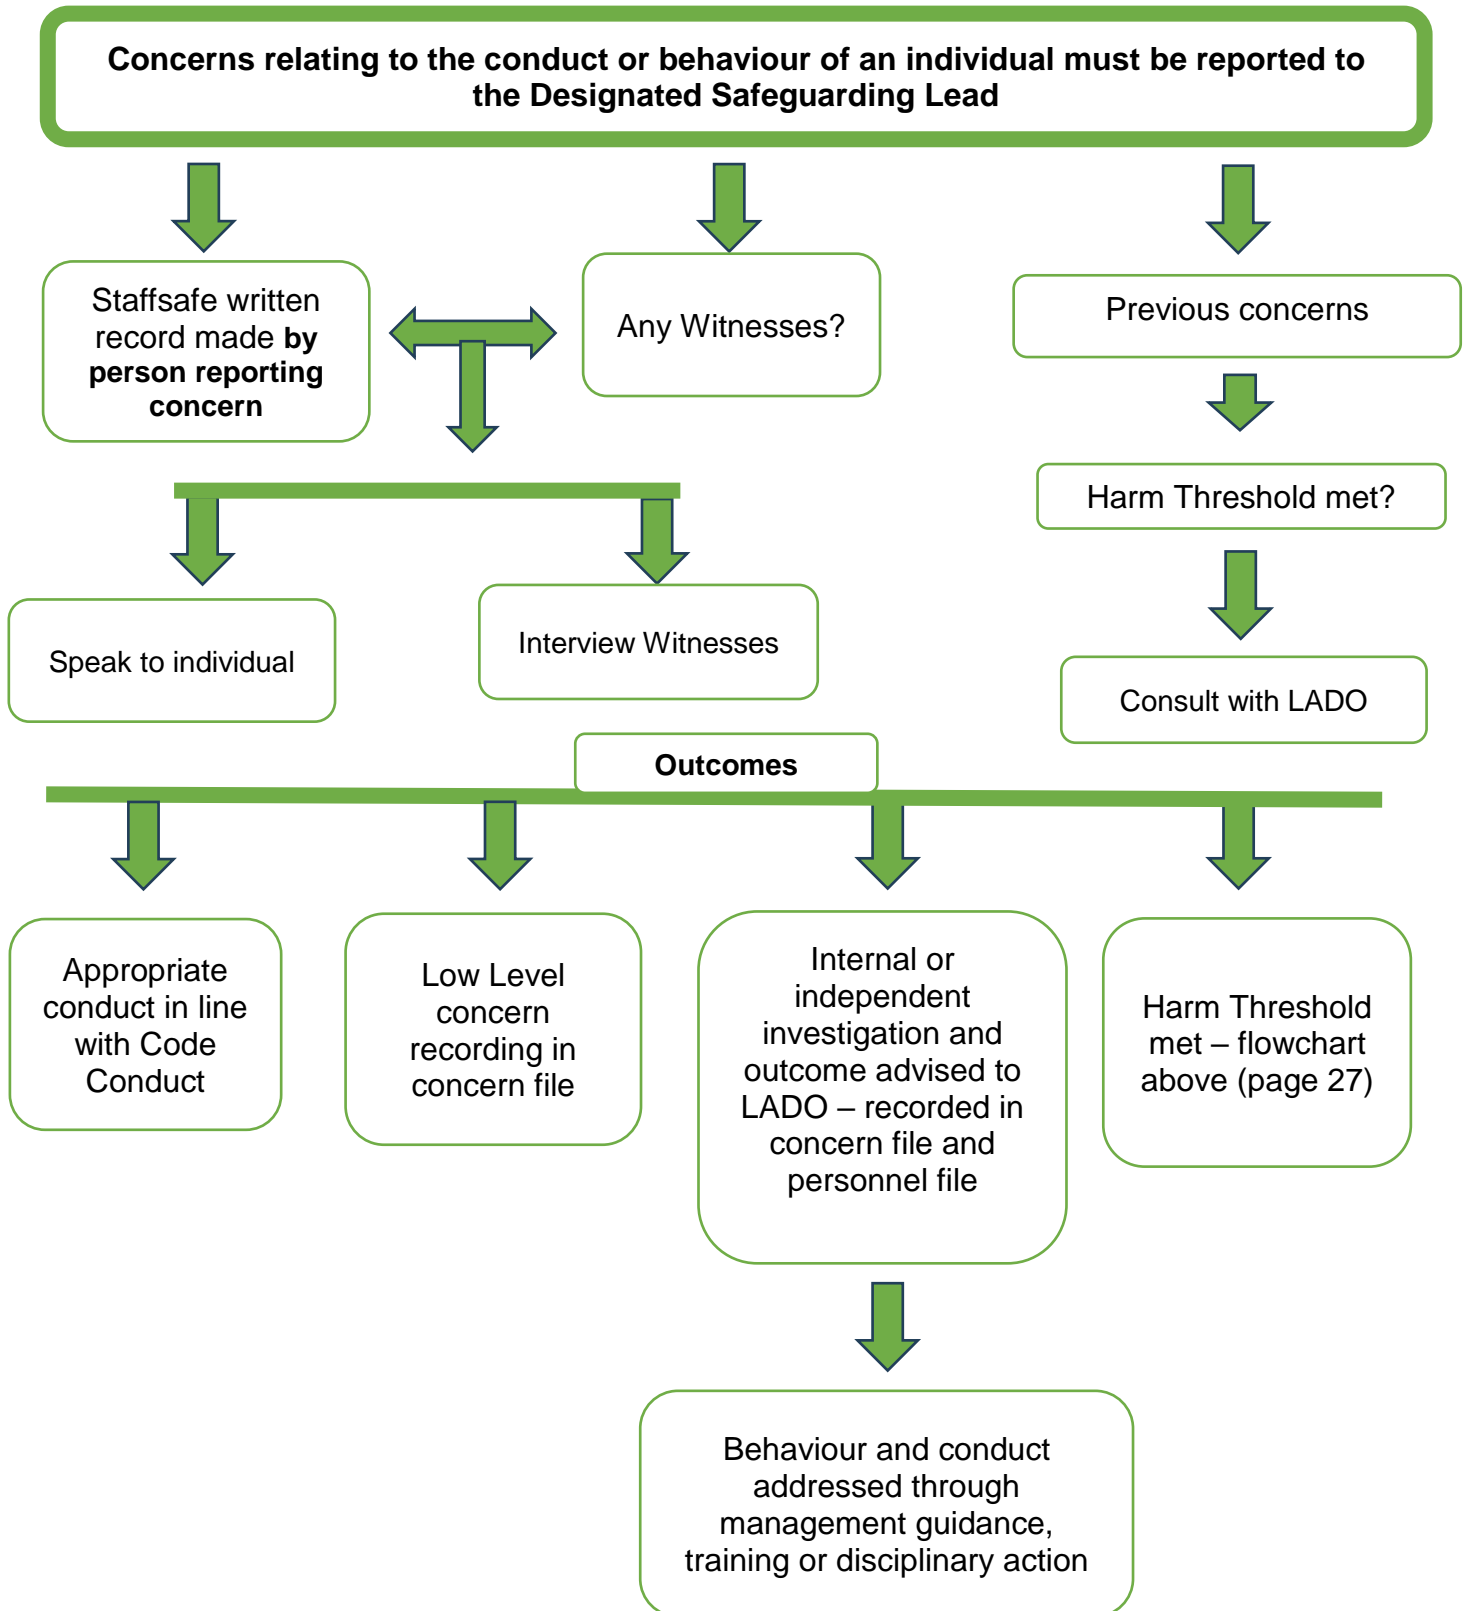 Concerns relating to the conduct or behaviour of an individual must be reported to
the Designated Safeguarding Lead
Staffsafe written
record made by
person reporting
concern
Any Witnesses?
Previous concerns
Harm Threshold met?
Speak to individual
Interview Witnesses
Consult with LADO
Outcomes
Appropriate
conduct in line
with Code
Conduct
Low Level
concern
recording in
concern file
Internal or
independent
investigation and
outcome advised to
LADO – recorded in
concern file and
personnel file
Harm Threshold
met – flowchart
above (page 27)
Behaviour and conduct
addressed through
management guidance,
training or disciplinary action